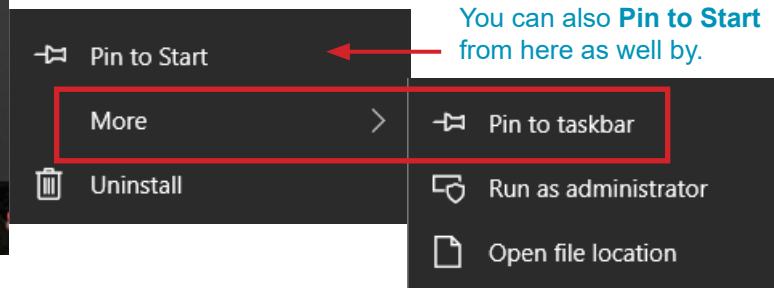 You can also Pin to Start
from here as well by.
Pin to Start
More
Uninstall
Pin to taskbar
Run as administrator
Open file location